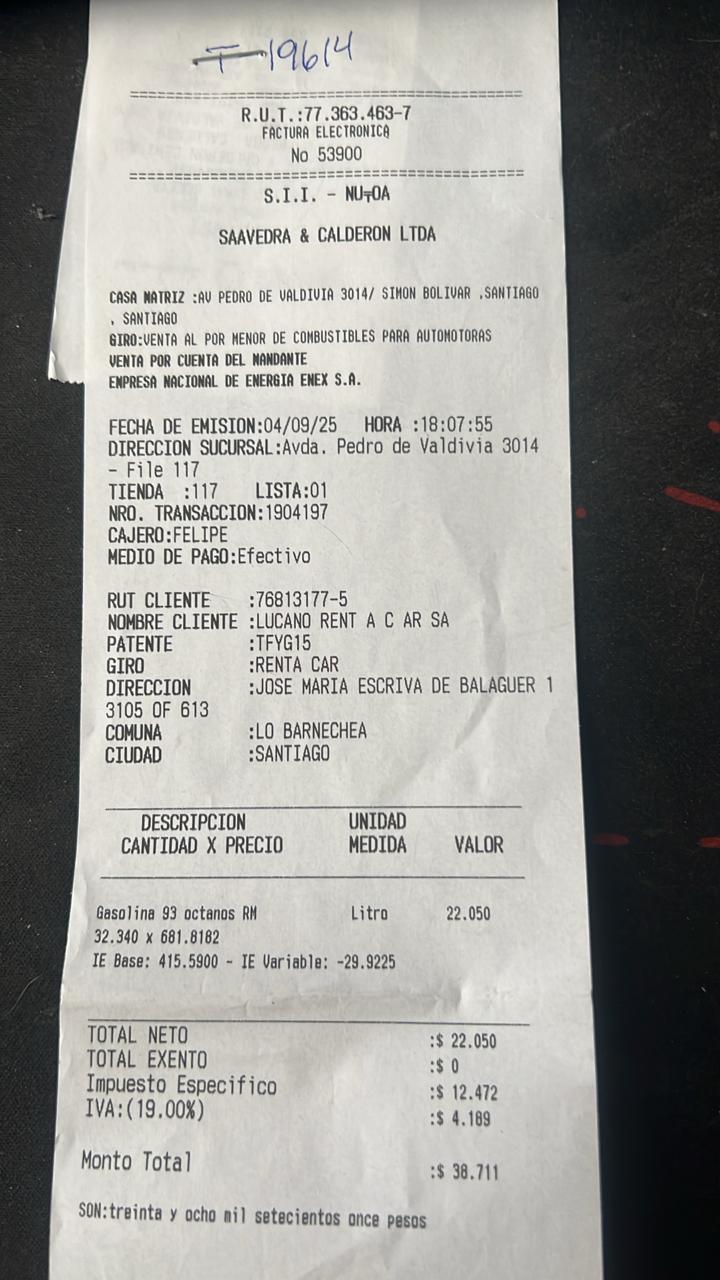 T-19614
R.U.T.:77.363.463-7
FACTURA ELECTRONICA
No 53900
S.I.I. - NUÑOA
SAAVEDRA & CALDERON LTDA
CASA MATRIZ :AV PEDRO DE VALDIVIA 3014/ SIMON BOLIVAR ,SANTIAGO
, SANTIAGO
GIRO:VENTA AL POR MENOR DE COMBUSTIBLES PARA AUTOMOTORAS
VENTA POR CUENTA DEL MANDANTE
EMPRESA NACIONAL DE ENERGIA ENEX S.A.
FECHA DE EMISION:04/09/25 HORA :18:07:55
DIRECCION SUCURSAL:Avda. Pedro de Valdivia 3014
- File 117
TIENDA :117 LISTA:01
NRO. TRANSACCION:1904197
CAJERO:FELIPE
MEDIO DE PAGO:Efectivo
RUT CLIENTE :76813177-5
NOMBRE CLIENTE :LUCANO RENT A C AR SA
PATENTE :TFYG15
GIRO :RENTA CAR
DIRECCION :JOSE MARIA ESCRIVA DE BALAGUER 1
3105 OF 613
COMUNA :LO BARNECHEA
CIUDAD :SANTIAGO
DESCRIPCION UNIDAD
CANTIDAD X PRECIO MEDIDA VALOR
Gasolina 93 octanos RM Litro 22.050
32.340 x 681.8182
IE Base: 415.5900 - IE Variable: -29.9225
TOTAL NETO :$ 22.050
TOTAL EXENTO :$ 0
Impuesto Especifico :$ 12.472
IVA:(19.00%) :$ 4.189
Monto Total :$ 38.711
SON:treinta y ocho mil setecientos once pesos